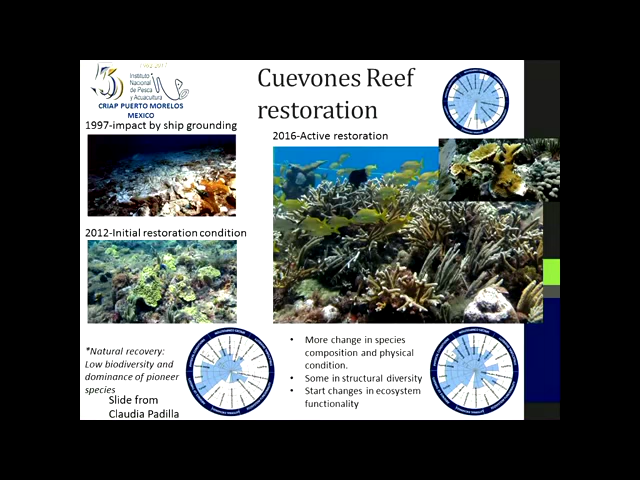 1962-2017
Instituto
Nacional
de Pesca
y Acuacultura
CRIAP PUERTO MORELOS
MEXICO
Cuevones Reef
restoration
1997-impact by ship grounding
2016-Active restoration
2012-Initial restoration condition
*Natural recovery:
Low biodiversity and
dominance of pioneer
species
Slide from
Claudia Padilla
• More change in species
composition and physical
condition.
• Some in structural diversity
• Start changes in ecosystem
functionality